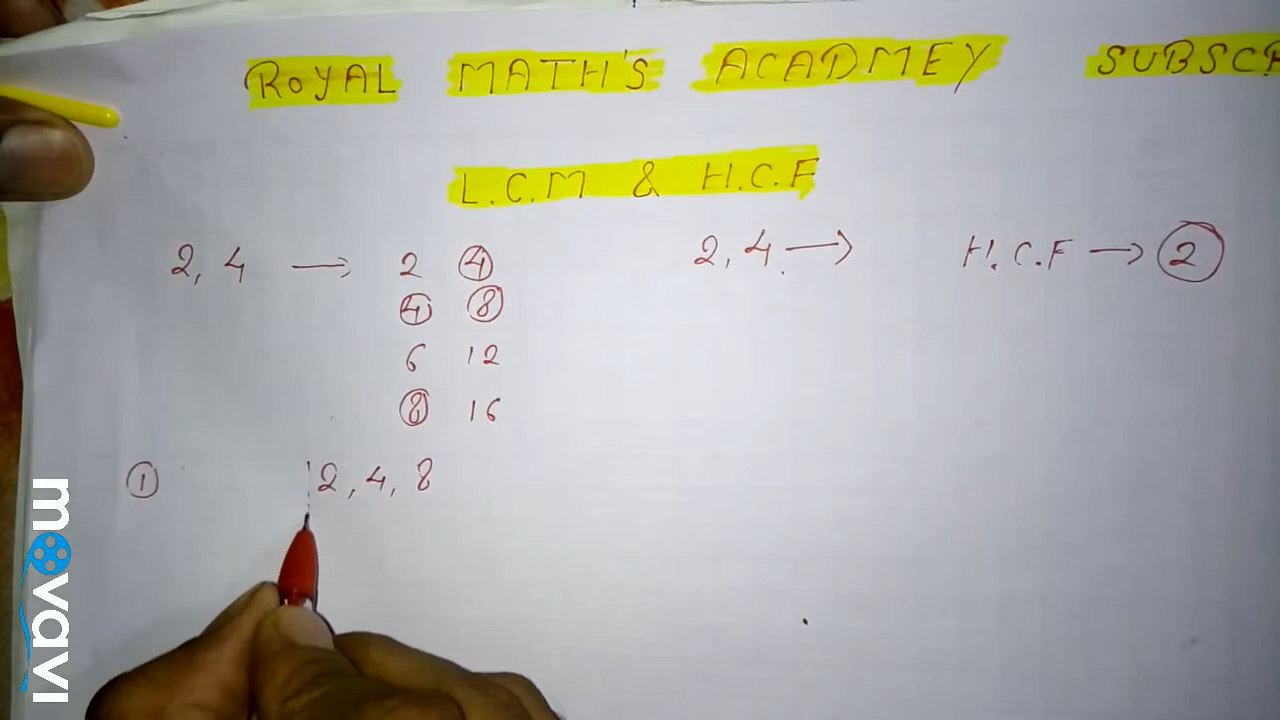 ROYAL MATH'S ACADMEY SUBSCR
L.C.M & H.C.F
2, 4 → 2 4 2, 4 → H.C.F → 2
4 8
6 12
8 16
1 2, 4, 8
movavi